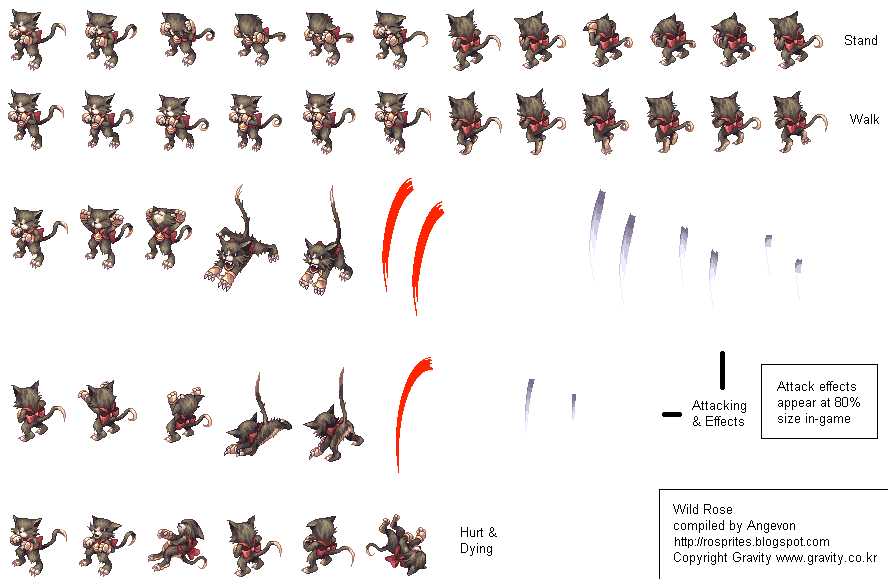 Stand
Walk
Attacking
& Effects
Attack effects
appear at 80%
size in-game
Hurt &
Dying
Wild Rose
compiled by Angevon
http://rosprites.blogspot.com
Copyright Gravity www.gravity.co.kr